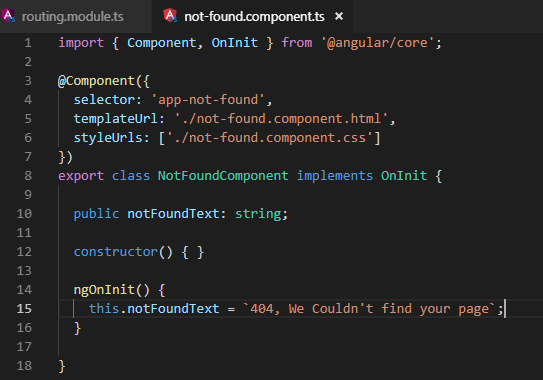 routing.module.ts not-found.component.ts ×
1 import { Component, OnInit } from '@angular/core';
2
3 @Component({
4   selector: 'app-not-found',
5   templateUrl: './not-found.component.html',
6   styleUrls: ['./not-found.component.css']
7 })
8 export class NotFoundComponent implements OnInit {
9
10   public notFoundText: string;
11
12   constructor() { }
13
14   ngOnInit() {
15     this.notFoundText = `404, We Couldn't find your page`;
16   }
17
18 }